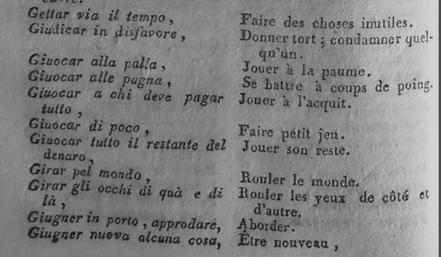 Gettar via il tempo,
Giudicar in disfavore,
Giuocar alla palla,
Giuocar alle pugna,
Giuocar a chi deve pagar
tutto,
Giuocar di poco,
Giuocar tutto il restante del
denaro,
Girar pel mondo,
Girar gli occhi di quà e di
là,
Giugner in porto, approdare,
Giugner nuova alcuna cosa,
Faire des choses inutiles.
Donner tort; condamner quel-
qu'un.
Jouer à la paume.
Se battre à coups de poing.
Jouer à l'acquit.
Faire petit jeu.
Jouer son reste.
Rouler le monde.
Rouler les yeux de côté et
d'autre.
Aborder.
Être nouveau,